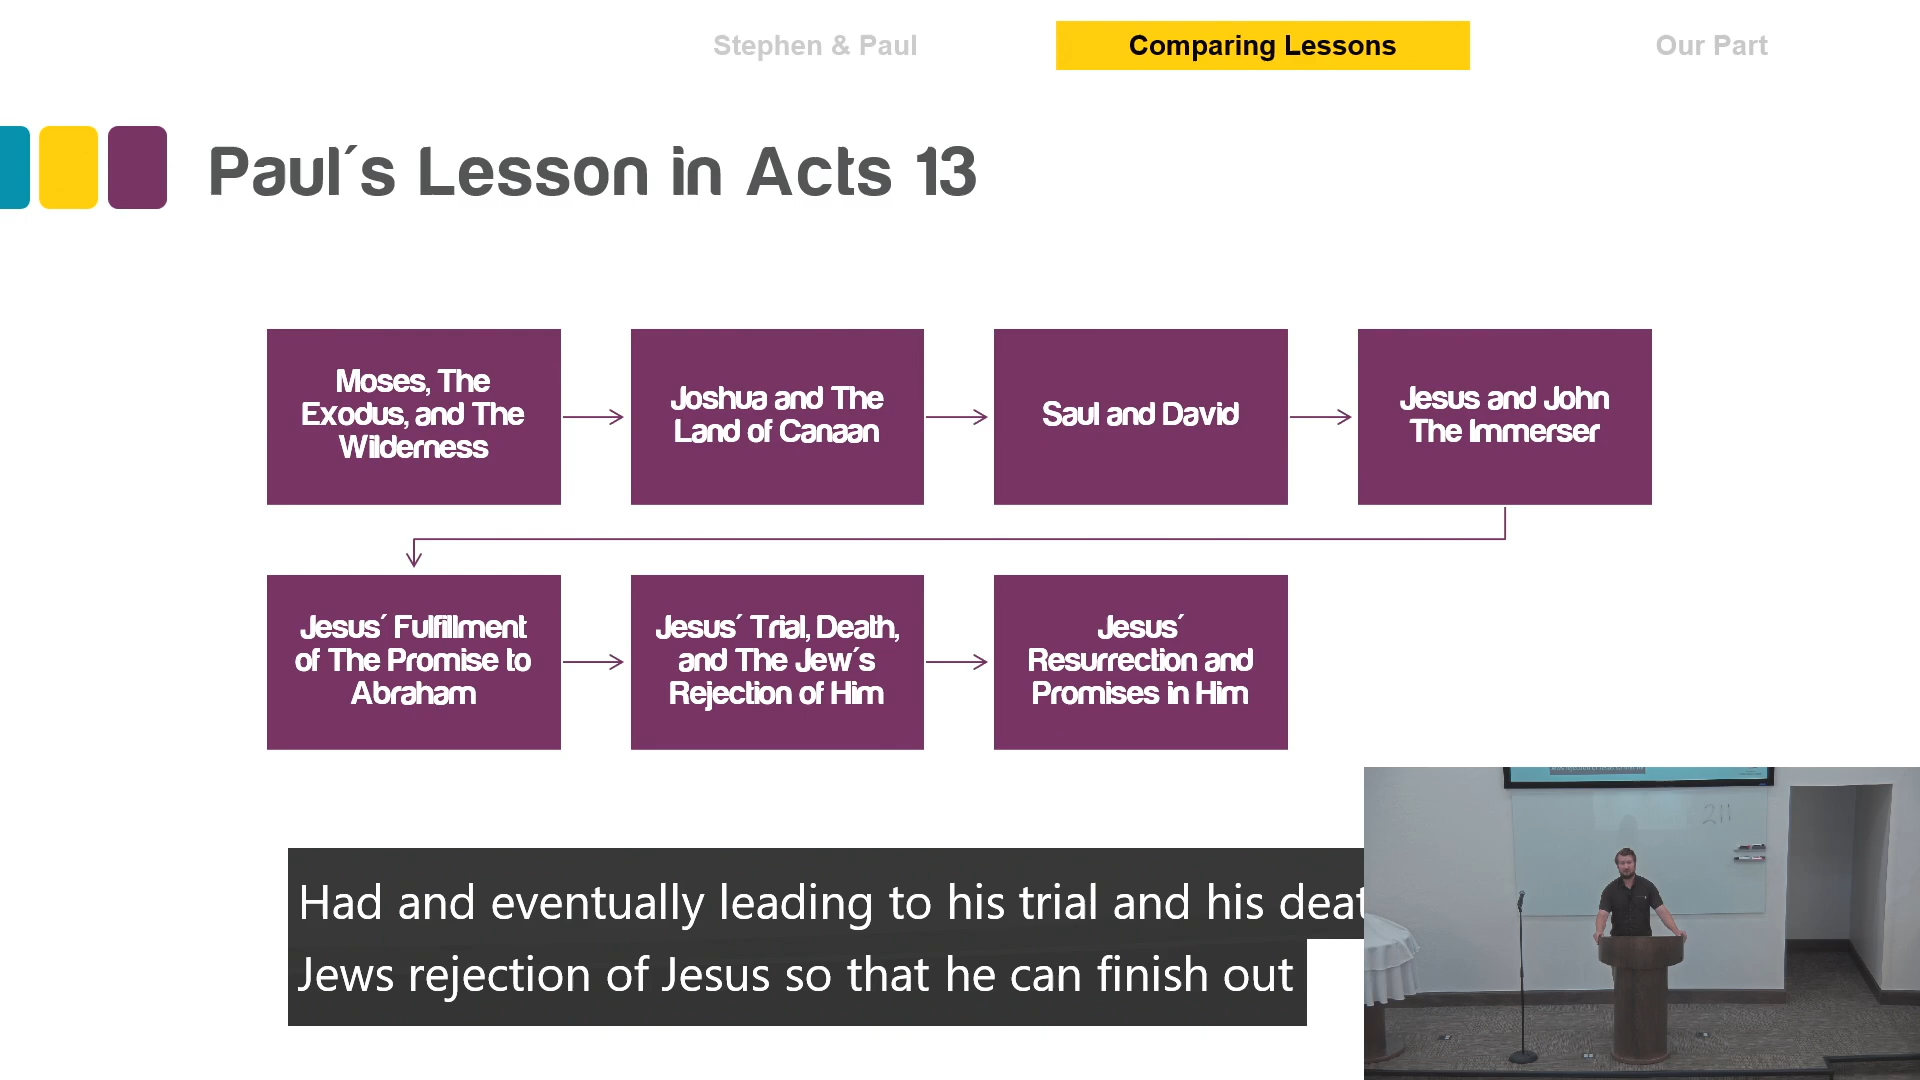 Stephen & Paul
Comparing Lessons
Our Part
Paul´s Lesson in Acts 13
Moses, The
Exodus, and The
Wilderness
Joshua and The
Land of Canaan
Saul and David
Jesus and John
The Immerser
Jesus´ Fulfillment
of The Promise to
Abraham
Jesus´ Trial, Death,
and The Jew´s
Rejection of Him
Jesus´
Resurrection and
Promises in Him
Had and eventually leading to his trial and his
Jews rejection of Jesus so that he can finish out
211